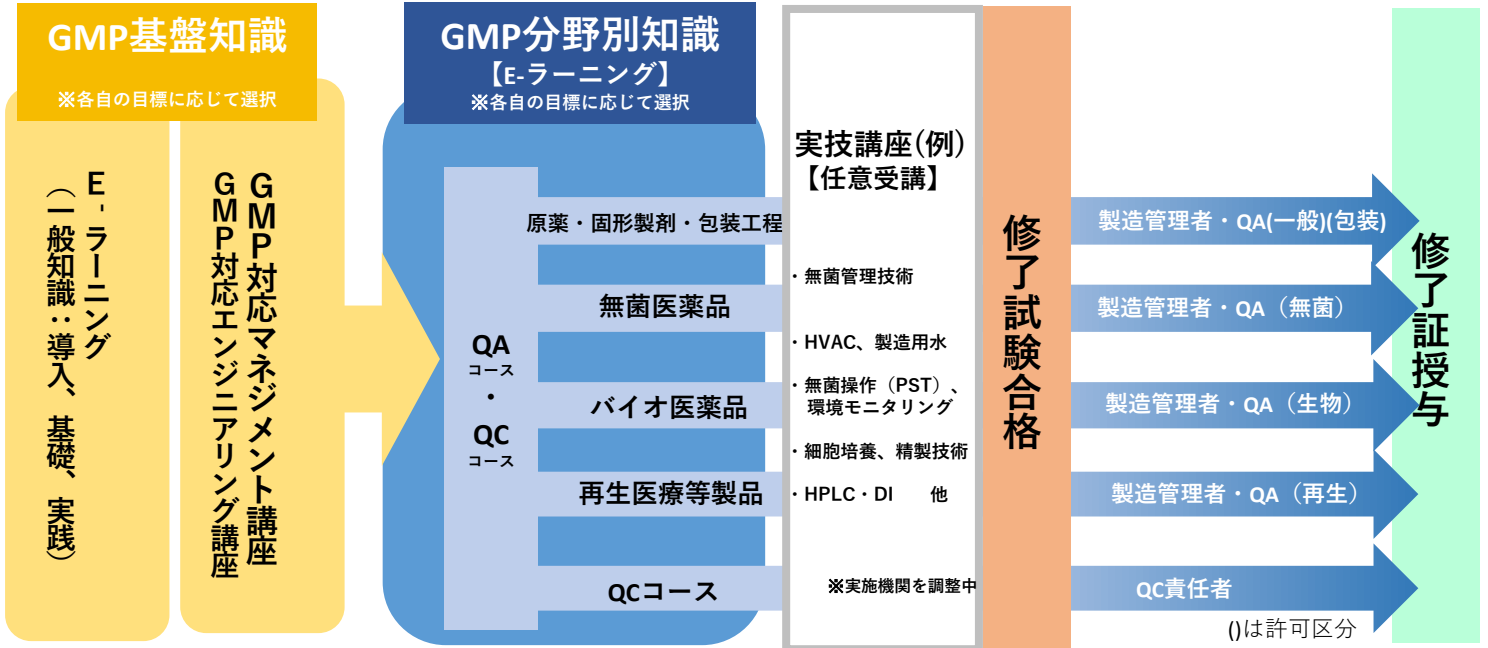 GMP基盤知識
※各自の目標に応じて選択
E-ラーニング
（一般知識：導入、基礎、実践）
GMP対応マネジメント講座
GMP対応エンジニアリング講座
GMP分野別知識
【E-ラーニング】
※各自の目標に応じて選択
QA
コース
・
QC
コース
原薬・固形製剤・包装工程
無菌医薬品
バイオ医薬品
再生医療等製品
QCコース
実技講座(例)
【任意受講】
・無菌管理技術
・HVAC、製造用水
・無菌操作（PST）、
環境モニタリング
・細胞培養、精製技術
・HPLC・DI　他
※実施機関を調整中
修了試験合格
製造管理者・QA(一般)(包装)
製造管理者・QA（無菌）
製造管理者・QA（生物）
製造管理者・QA（再生）
QC責任者
()は許可区分
修了証授与